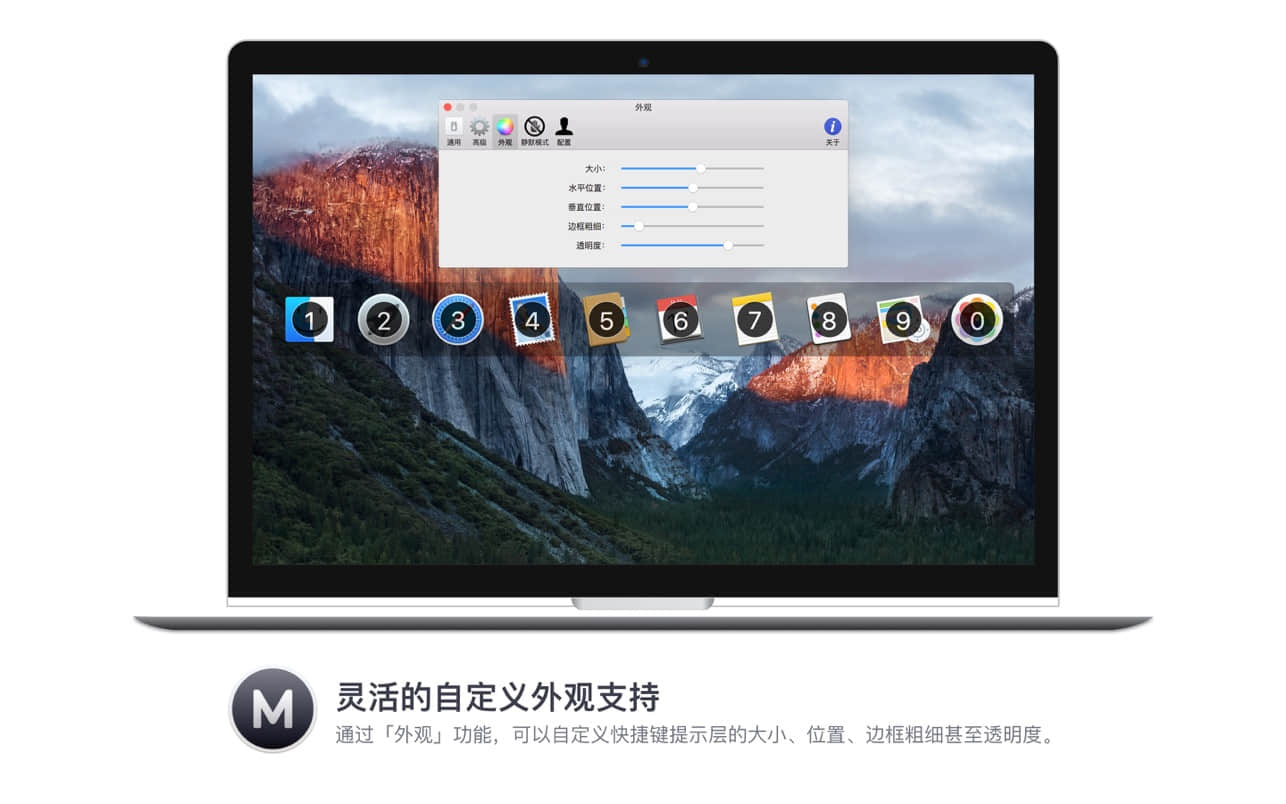 外观
通用 高级 外观 静默模式 配置 关于
大小:
水平位置:
垂直位置:
边框粗细:
透明度:
1 2 3 4 5 6 7 8 9 0
M
灵活的自定义外观支持
通过「外观」功能，可以自定义快捷键提示层的大小、位置、边框粗细甚至透明度。